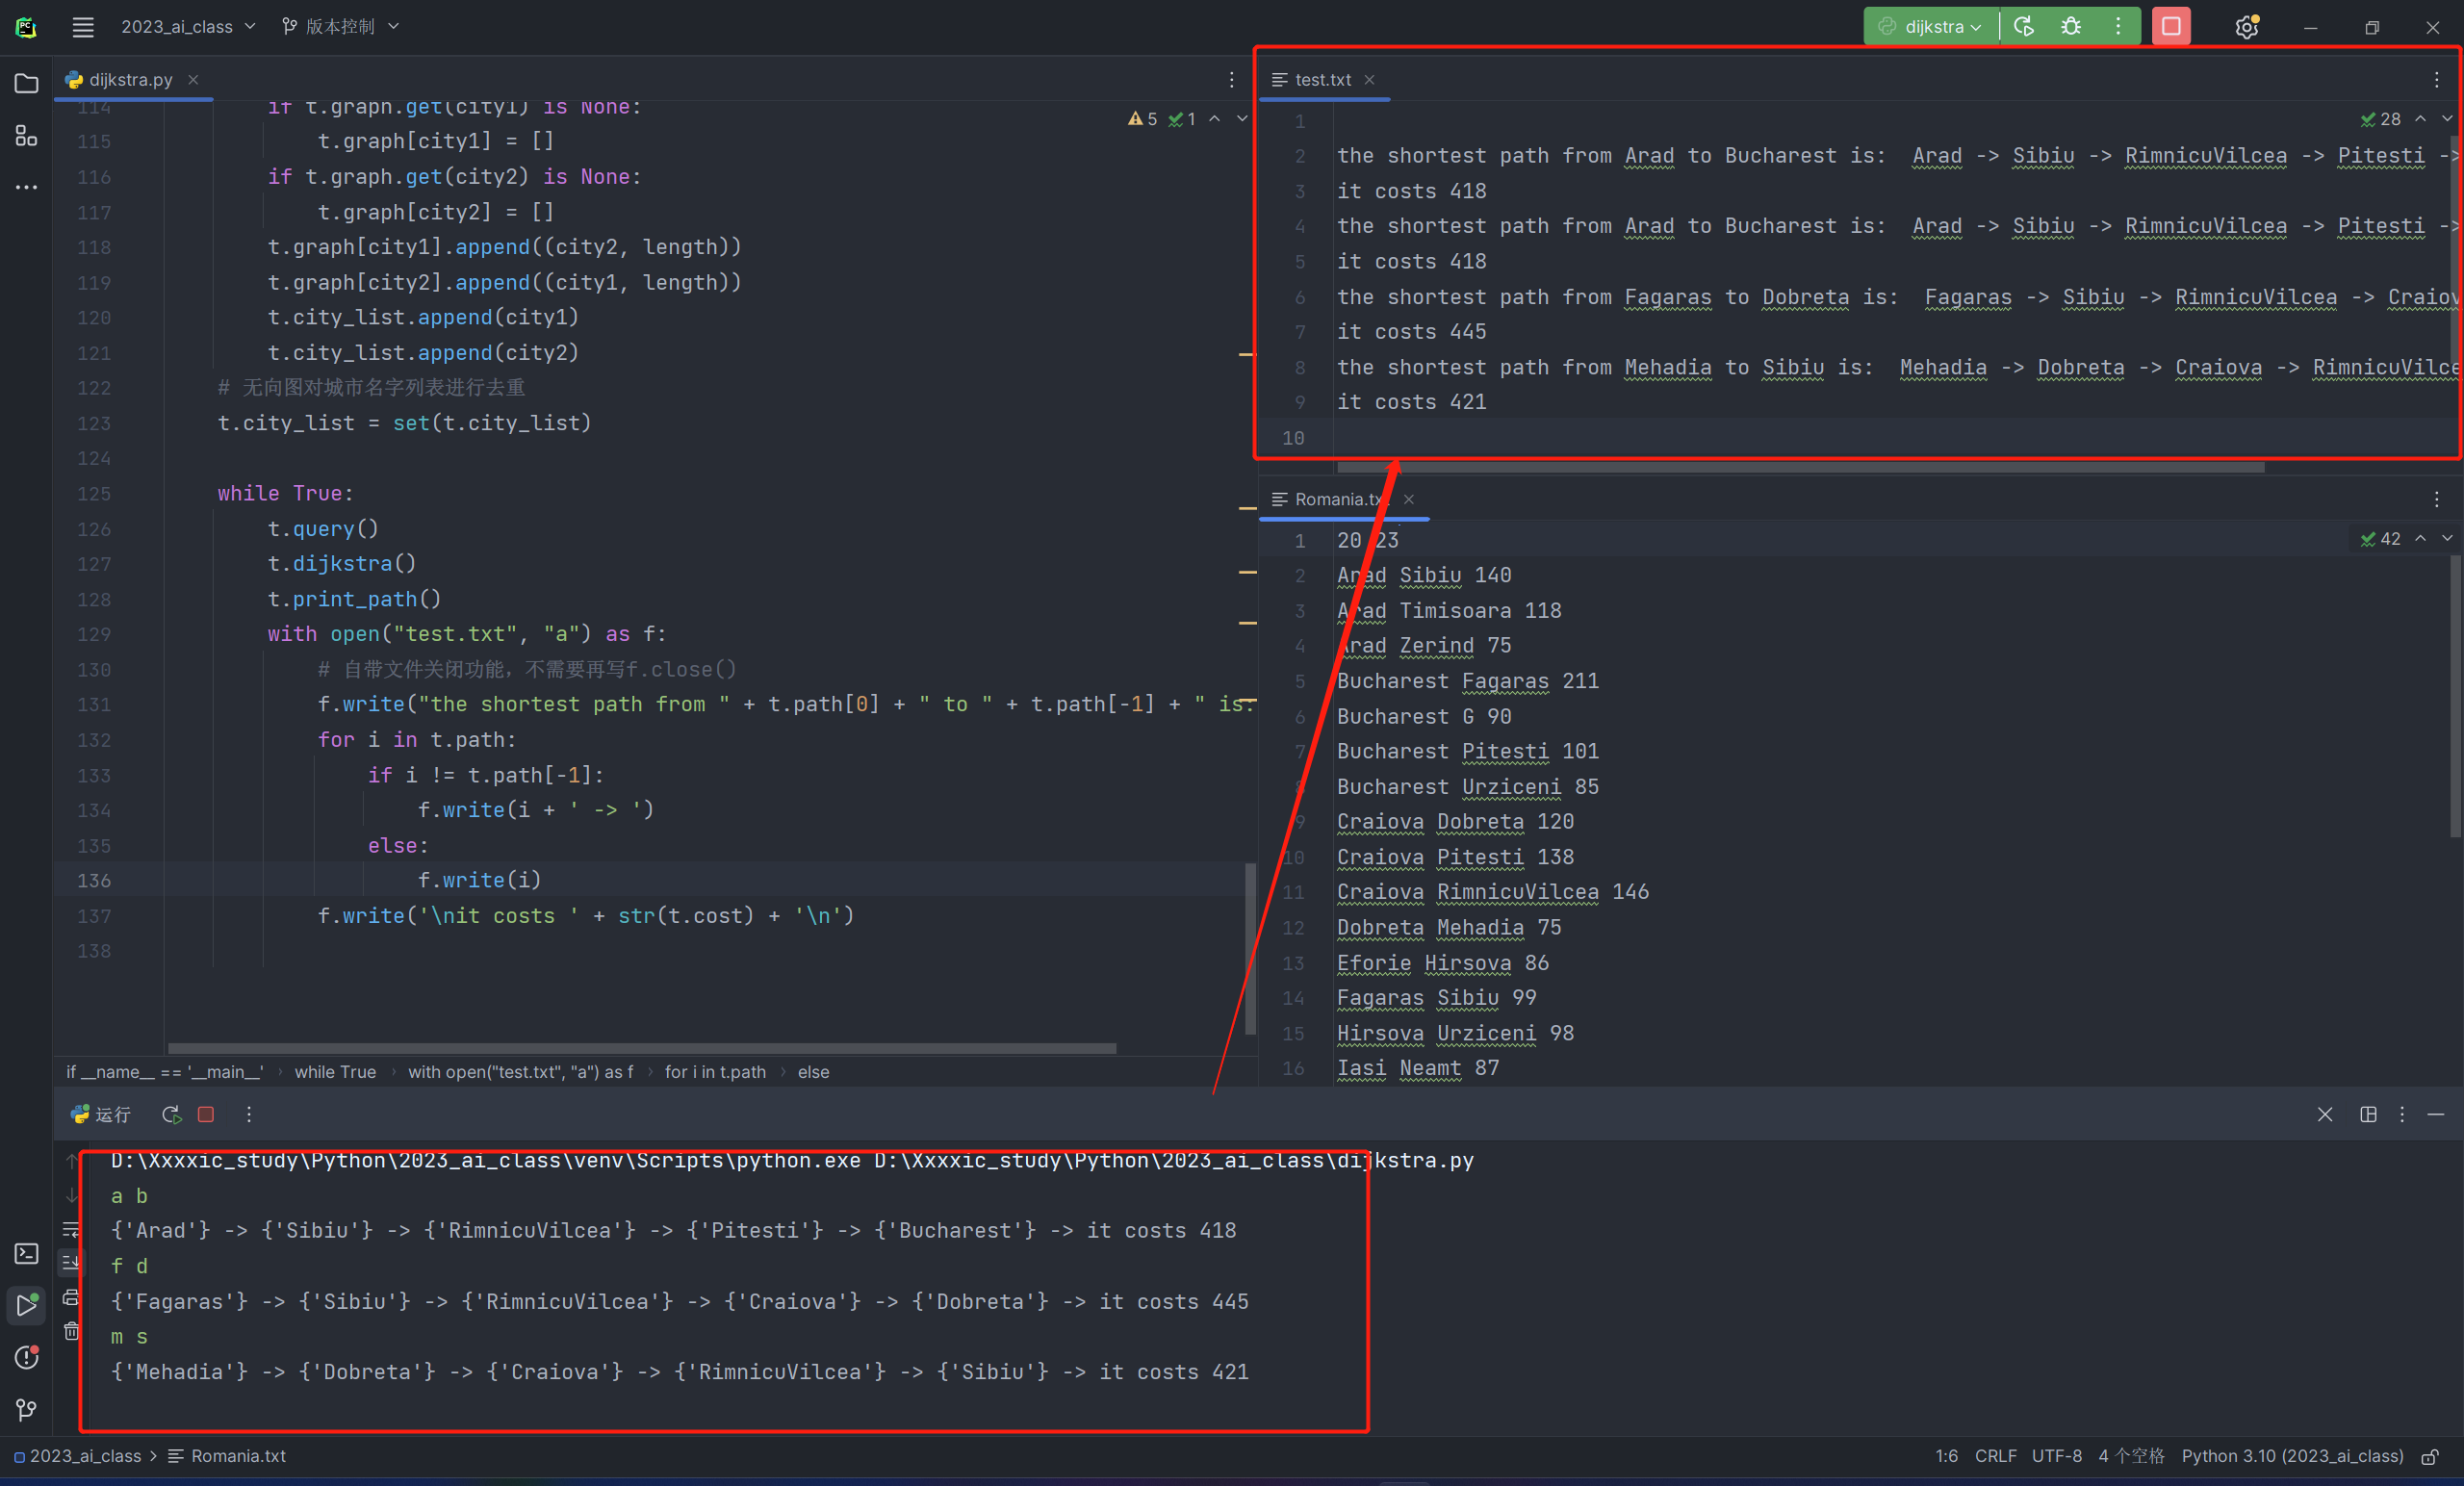 2023_ai_class 版本控制 dijkstra
dijkstra.py
5 1
114 if t.graph.get(city1) is None:
115 t.graph[city1] = []
116 if t.graph.get(city2) is None:
117 t.graph[city2] = []
118 t.graph[city1].append((city2, length))
119 t.graph[city2].append((city1, length))
120 t.city_list.append(city1)
121 t.city_list.append(city2)
122 # 无向图对城市名字列表进行去重
123 t.city_list = set(t.city_list)
124
125 while True:
126 t.query()
127 t.dijkstra()
128 t.print_path()
129 with open("test.txt", "a") as f:
130 # 自带文件关闭功能，不需要再写f.close()
131 f.write("the shortest path from " + t.path[0] + " to " + t.path[-1] + " is:
132 for i in t.path:
133 if i != t.path[-1]:
134 f.write(i + ' -> ')
135 else:
136 f.write(i)
137 f.write('\nit costs ' + str(t.cost) + '\n')
138
if __name__ == '__main__' › while True › with open("test.txt", "a") as f › for i in t.path › else
test.txt
28
1
2 the shortest path from Arad to Bucharest is:  Arad -> Sibiu -> RimnicuVilcea -> Pitesti ->
3 it costs 418
4 the shortest path from Arad to Bucharest is:  Arad -> Sibiu -> RimnicuVilcea -> Pitesti ->
5 it costs 418
6 the shortest path from Fagaras to Dobreta is:  Fagaras -> Sibiu -> RimnicuVilcea -> Craiov
7 it costs 445
8 the shortest path from Mehadia to Sibiu is:  Mehadia -> Dobreta -> Craiova -> RimnicuVilce
9 it costs 421
10
Romania.txt
42
1 20 23
2 Arad Sibiu 140
3 Arad Timisoara 118
4 Arad Zerind 75
5 Bucharest Fagaras 211
6 Bucharest G 90
7 Bucharest Pitesti 101
8 Bucharest Urziceni 85
9 Craiova Dobreta 120
10 Craiova Pitesti 138
11 Craiova RimnicuVilcea 146
12 Dobreta Mehadia 75
13 Eforie Hirsova 86
14 Fagaras Sibiu 99
15 Hirsova Urziceni 98
16 Iasi Neamt 87
运行
D:\Xxxxic_study\Python\2023_ai_class\venv\Scripts\python.exe D:\Xxxxic_study\Python\2023_ai_class\dijkstra.py
a b
{'Arad'} -> {'Sibiu'} -> {'RimnicuVilcea'} -> {'Pitesti'} -> {'Bucharest'} -> it costs 418
f d
{'Fagaras'} -> {'Sibiu'} -> {'RimnicuVilcea'} -> {'Craiova'} -> {'Dobreta'} -> it costs 445
m s
{'Mehadia'} -> {'Dobreta'} -> {'Craiova'} -> {'RimnicuVilcea'} -> {'Sibiu'} -> it costs 421
2023_ai_class › Romania.txt
1:6 CRLF UTF-8 4 个空格 Python 3.10 (2023_ai_class)